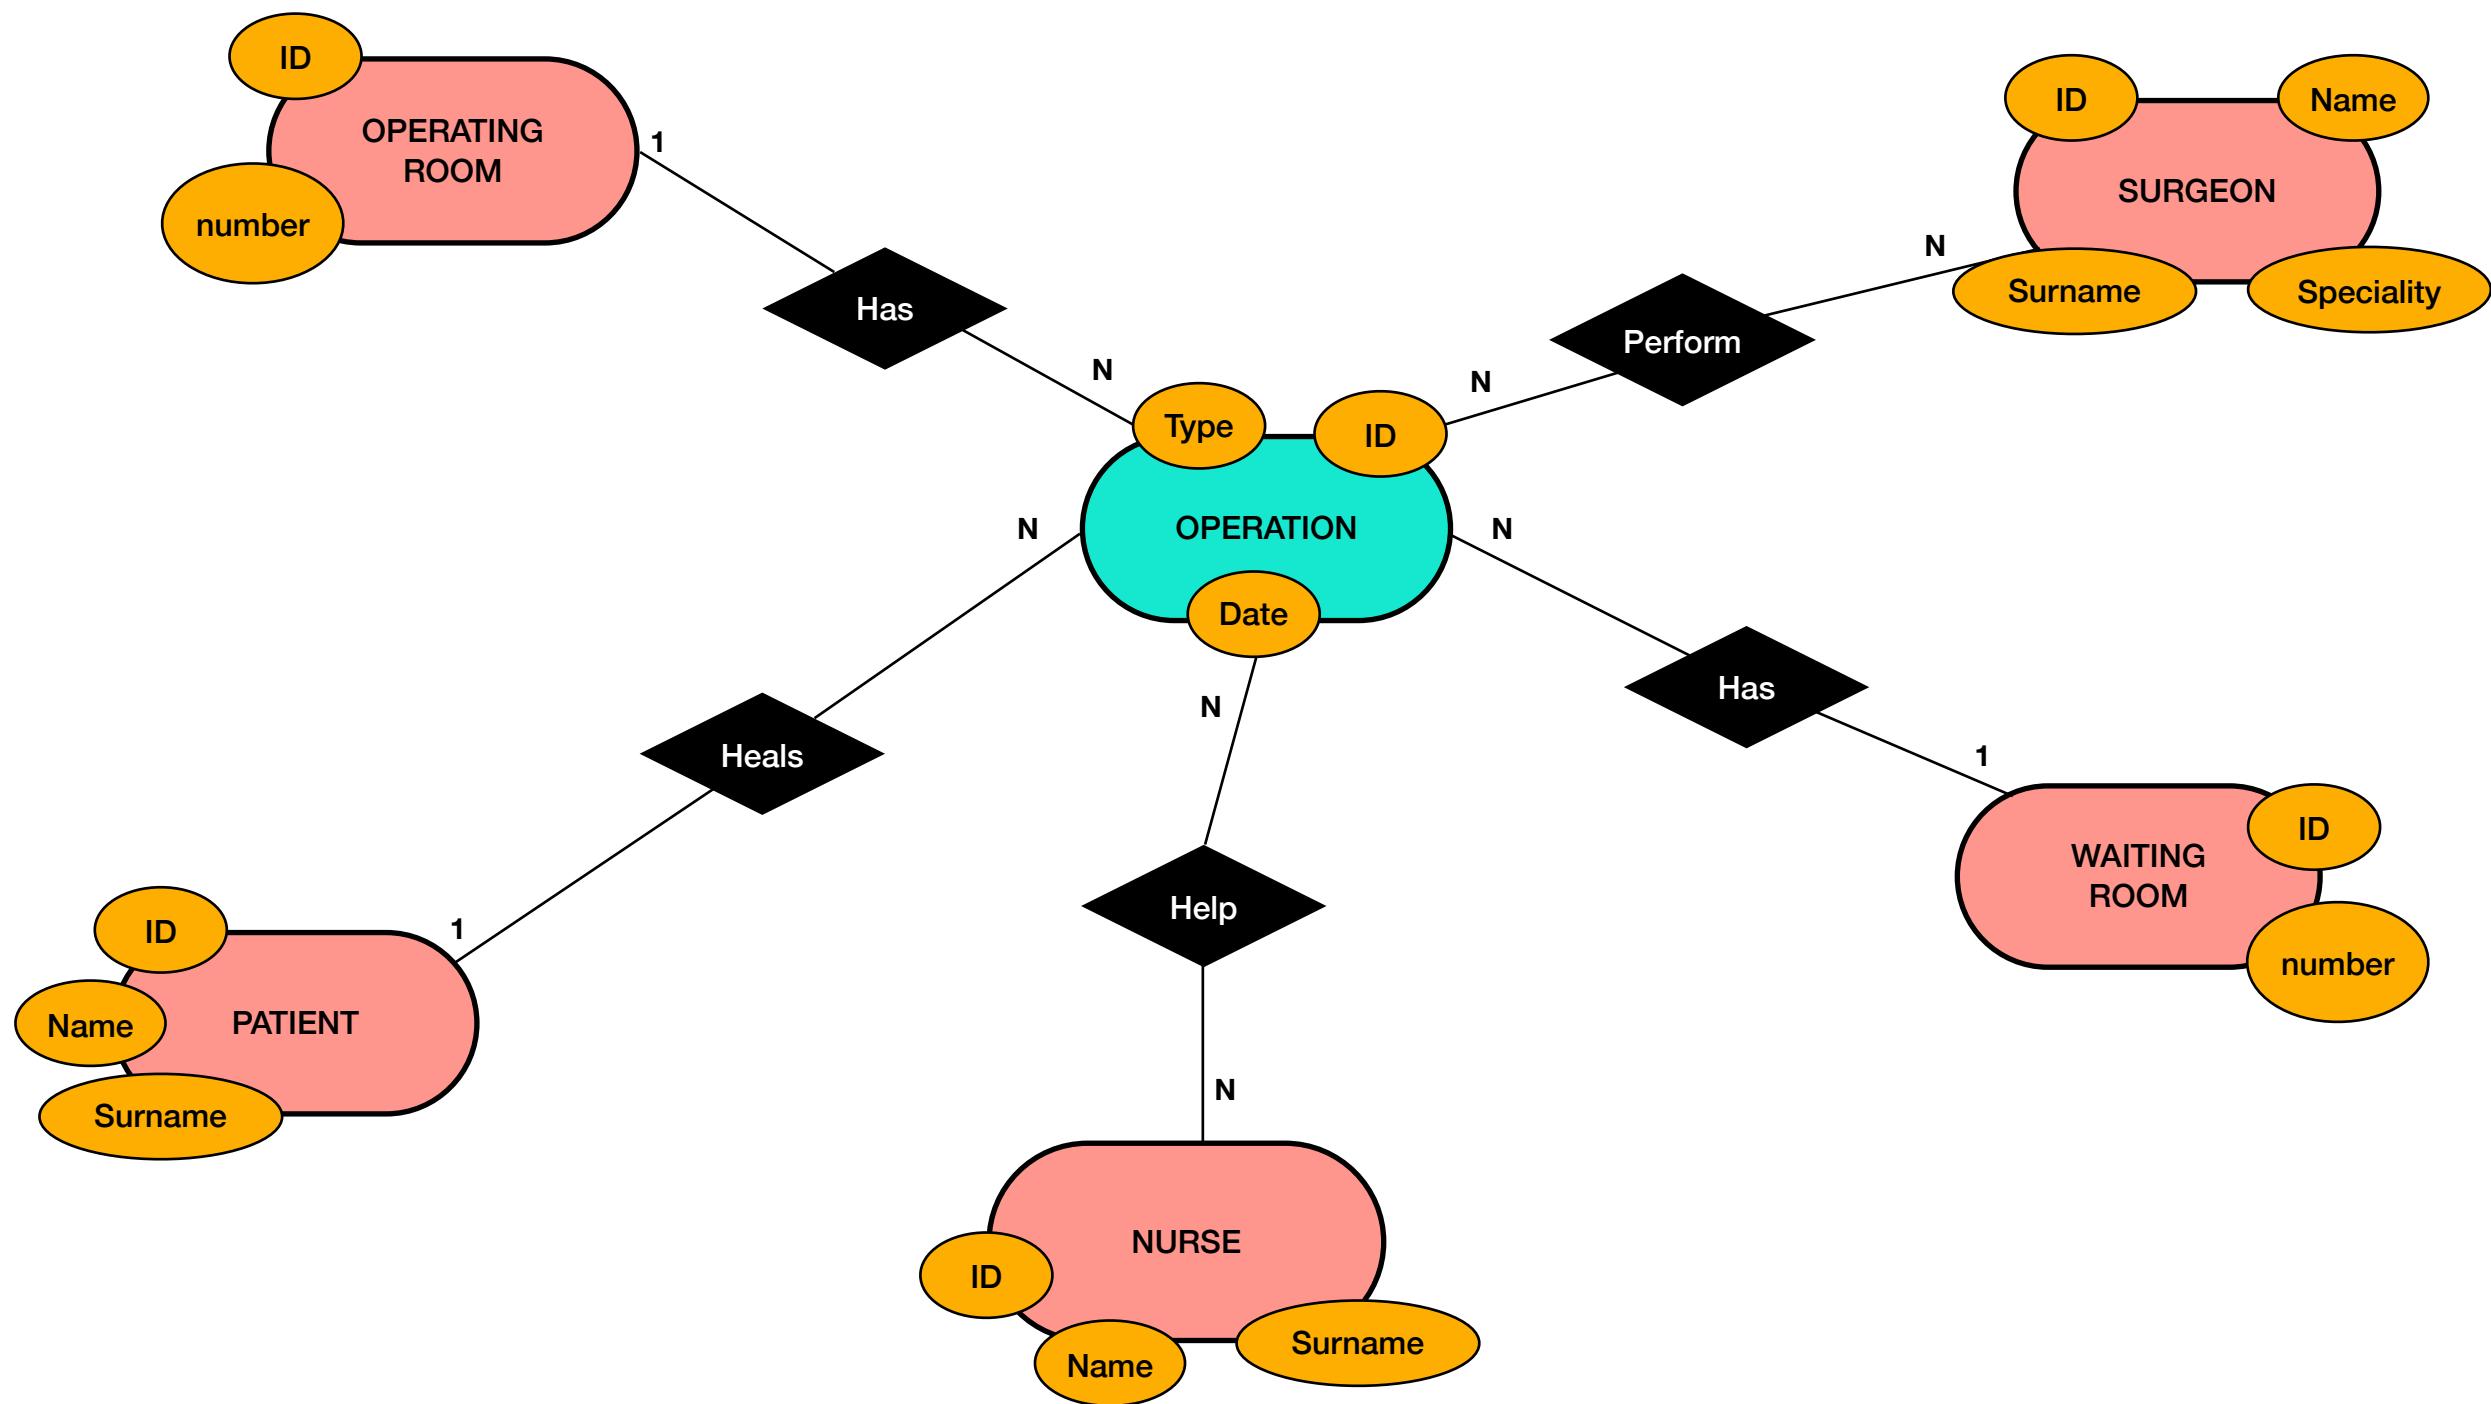 ID
OPERATING
ROOM
number
1
Has
N
ID
Name
SURGEON
Surname
Speciality
N
Perform
N
Type
ID
OPERATION
Date
N
N
Heals
1
ID
Name
PATIENT
Surname
N
Help
N
NURSE
ID
Name
Surname
Has
1
WAITING
ROOM
ID
number